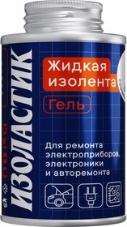 ИЗОЛАСТИК
Жидкая
изолента
Гель
Для ремонта
электроприборов,
электроники
и авторемонта